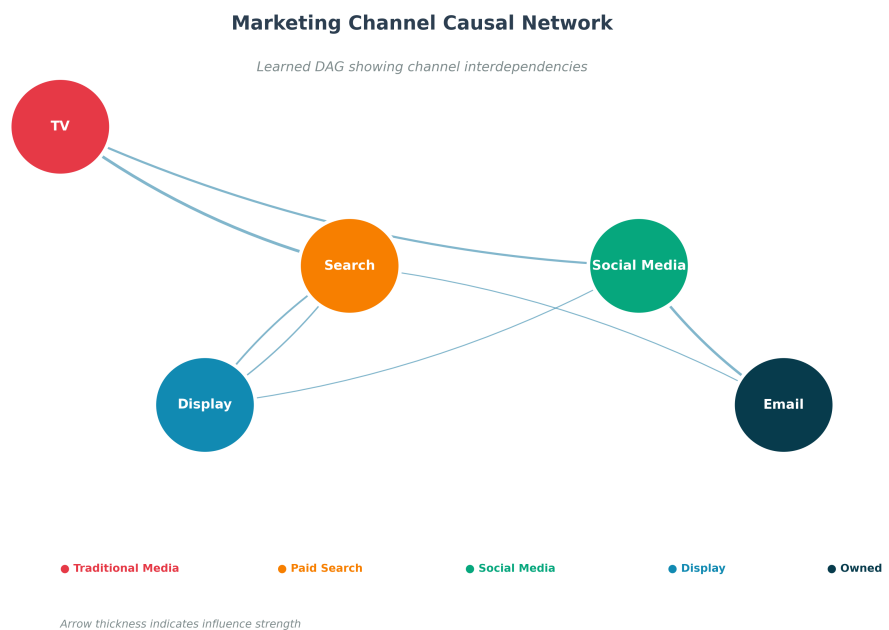 Marketing Channel Causal Network
Learned DAG showing channel interdependencies
TV
Search
Social Media
Display
Email
● Traditional Media
● Paid Search
● Social Media
● Display
● Owned
Arrow thickness indicates influence strength